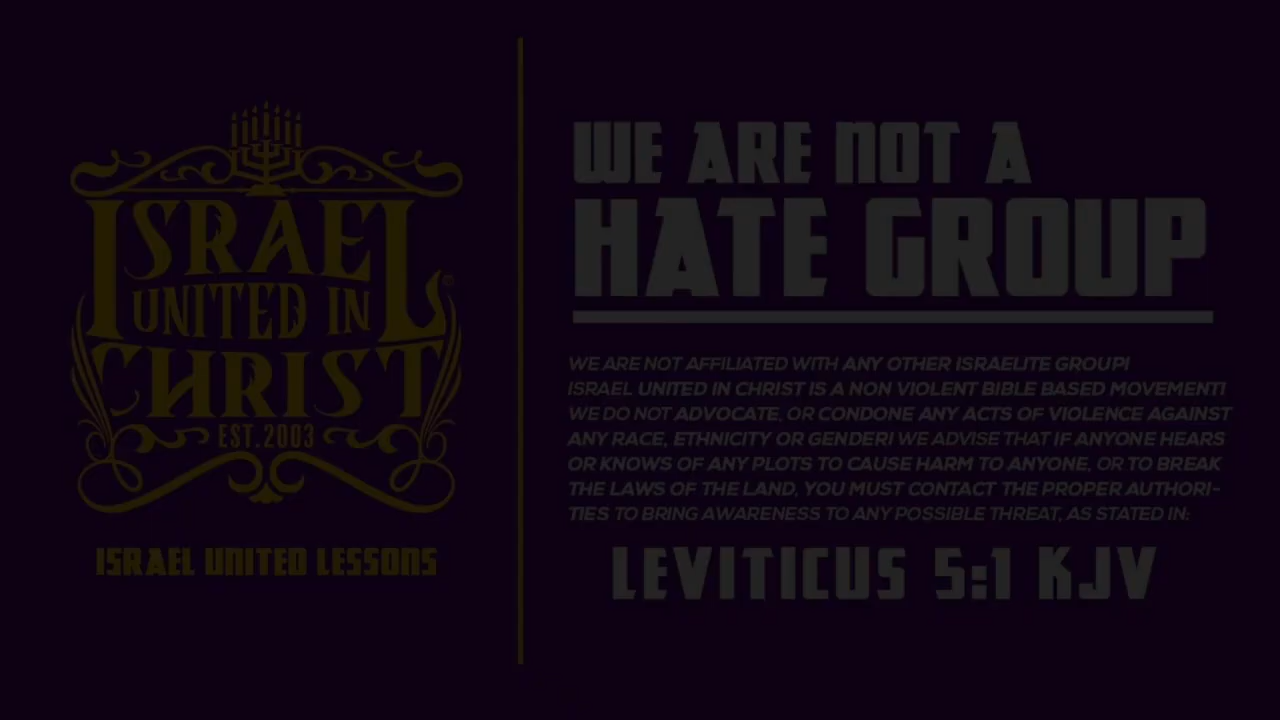 ISRAEL
UNITED IN
CHRIST
EST. 2003
ISRAEL UNITED LESSONS
WE ARE NOT A
HATE GROUP
WE ARE NOT AFFILIATED WITH ANY OTHER ISRAELITE GROUP!
ISRAEL UNITED IN CHRIST IS A NON VIOLENT BIBLE BASED MOVEMENT!
WE DO NOT ADVOCATE, OR CONDONE ANY ACTS OF VIOLENCE AGAINST
ANY RACE, ETHNICITY OR GENDER! WE ADVISE THAT IF ANYONE HEARS
OR KNOWS OF ANY PLOTS TO CAUSE HARM TO ANYONE, OR TO BREAK
THE LAWS OF THE LAND, YOU MUST CONTACT THE PROPER AUTHORI-
TIES TO BRING AWARENESS TO ANY POSSIBLE THREAT, AS STATED IN:
LEVITICUS 5:1 KJV